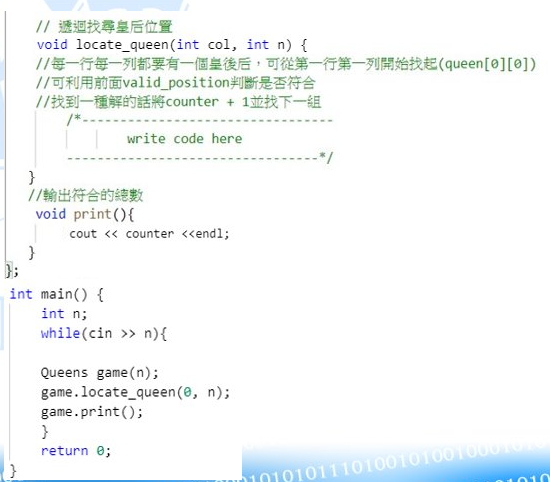 // 遞迴找尋皇后位置
void locate_queen(int col, int n) {
//每一行每一列都要有一個皇後后，可從第一行第一列開始找起(queen[0][0])
//可利用前面valid_position判斷是否符合
//找到一種解的話將counter + 1並找下一組
/*---------------------------------
write code here
---------------------------------*/
}
//輸出符合的總數
void print(){
cout << counter <<endl;
}
};
int main() {
int n;
while(cin >> n){
Queens game(n);
game.locate_queen(0, n);
game.print();
}
return 0;
}